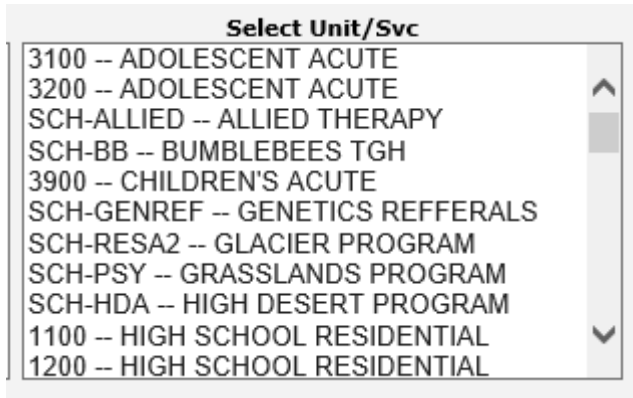 Select Unit/Svc
3100 -- ADOLESCENT ACUTE
3200 -- ADOLESCENT ACUTE
SCH-ALLIED -- ALLIED THERAPY
SCH-BB -- BUMBLEBEES TGH
3900 -- CHILDREN'S ACUTE
SCH-GENREF -- GENETICS REFFERALS
SCH-RESA2 -- GLACIER PROGRAM
SCH-PSY -- GRASSLANDS PROGRAM
SCH-HDA -- HIGH DESERT PROGRAM
1100 -- HIGH SCHOOL RESIDENTIAL
1200 -- HIGH SCHOOL RESIDENTIAL